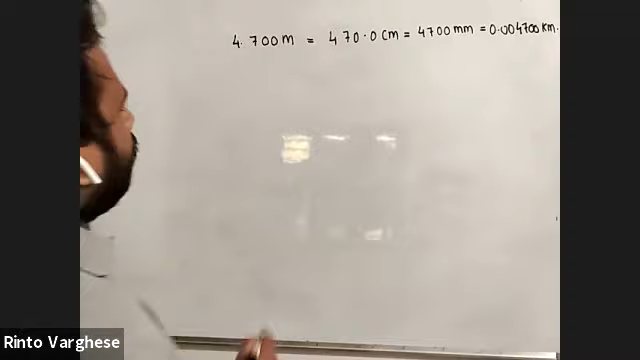 4.700 m = 470.0 cm = 4700 mm = 0.004700 km.
Rinto Varghese